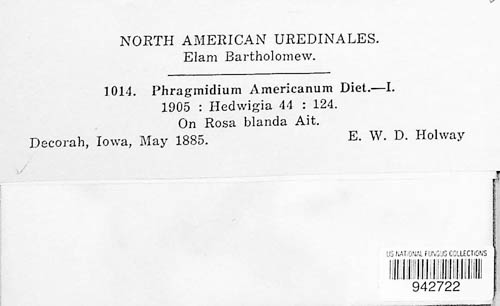 NORTH AMERICAN UREDINALES.
Elam Bartholomew.
1014. Phragmidium Americanum Diet.—I.
1905 : Hedwigia 44 : 124.
On Rosa blanda Ait.
Decorah, Iowa, May 1885. E. W. D. Holway
US NATIONAL FUNGUS COLLECTIONS
942722